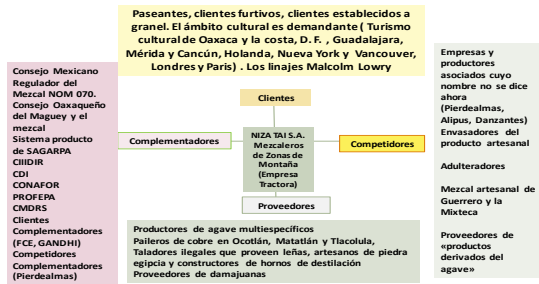 Paseantes, clientes furtivos, clientes establecidos a
granel. El ámbito cultural es demandante ( Turismo
cultural de Oaxaca y la costa, D. F. , Guadalajara,
Mérida y Cancún, Holanda, Nueva York y Vancouver,
Londres y Paris) . Los linajes Malcolm Lowry
Consejo Mexicano
Regulador del
Mezcal NOM 070.
Consejo Oaxaqueño
del Maguey y el
mezcal
Sistema producto
de SAGARPA
CIIIDIR
CDI
CONAFOR
PROFEPA
CMDRS
Clientes
Complementadores
(FCE, GANDHI)
Competidores
Complementadores
(Pierdealmas)
Clientes
Complementadores
NIZA TAI S.A.
Mezcaleros
de Zonas de
Montaña
(Empresa
Tractora)
Competidores
Proveedores
Empresas y
productores
asociados cuyo
nombre no se dice
ahora
(Pierdealmas,
Alipus, Danzantes)
Envasadores del
producto artesanal
Adulteradores
Mezcal artesanal de
Guerrero y la
Mixteca
Proveedores de
«productos
derivados del
agave»
Productores de agave multiespecíficos
Paileros de cobre en Ocotlán, Matatlán y Tlacolula,
Taladores ilegales que proveen leñas, artesanos de piedra
egipcia y constructores de hornos de destilación
Proveedores de damajuanas